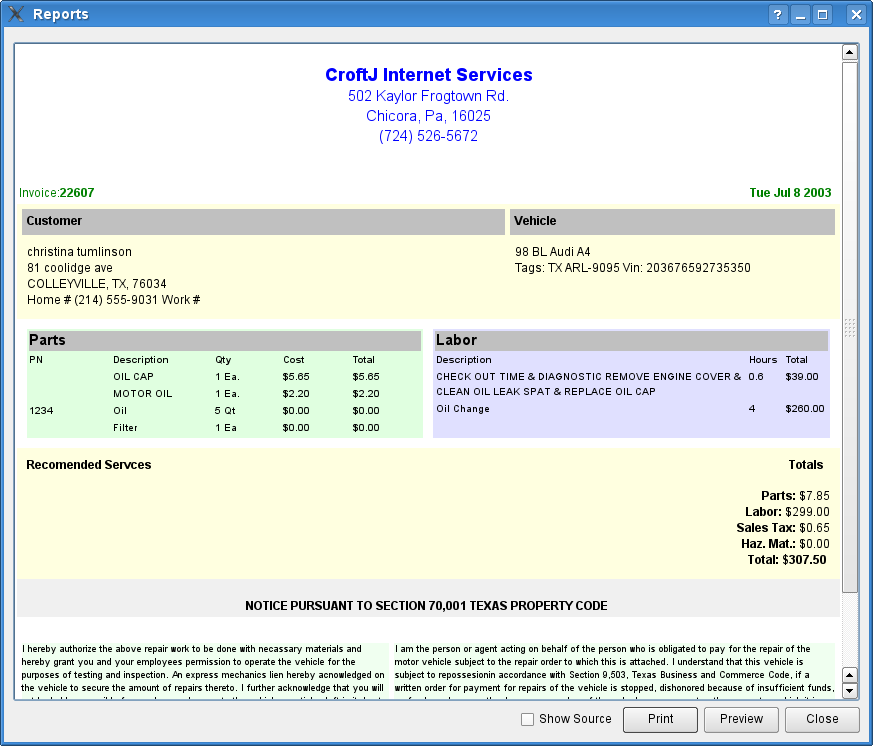 Reports
CroftJ Internet Services
502 Kaylor Frogtown Rd.
Chicora, Pa, 16025
(724) 526-5672
Invoice:22607 Tue Jul 8 2003
Customer Vehicle
christina tumlinson 98 BL Audi A4
81 coolidge ave Tags: TX ARL-9095 Vin: 203676592735350
COLLEYVILLE, TX, 76034
Home # (214) 555-9031 Work #
Parts
PN Description Qty Cost Total
OIL CAP 1 Ea. $5.65 $5.65
MOTOR OIL 1 Ea. $2.20 $2.20
1234 Oil 5 Qt $0.00 $0.00
Filter 1 Ea $0.00 $0.00
Labor
Description Hours Total
CHECK OUT TIME & DIAGNOSTIC REMOVE ENGINE COVER & 0.6 $39.00
CLEAN OIL LEAK SPAT & REPLACE OIL CAP
Oil Change 4 $260.00
Recomended Servces Totals
Parts: $7.85
Labor: $299.00
Sales Tax: $0.65
Haz. Mat.: $0.00
Total: $307.50
NOTICE PURSUANT TO SECTION 70,001 TEXAS PROPERTY CODE
I hereby authorize the above repair work to be done with necassary materials and
hereby grant you and your employees permission to operate the vehicle for the
purposes of testing and inspection. An express mechanics lien hereby acnowledged on
the vehicle to secure the amount of repairs thereto. I further acknowledge that you will
I am the person or agent acting on behalf of the person who is obligated to pay for the repair of the
motor vehicle subject to the repair order to which this is attached. I understand that this vehicle is
subject to repossesionin accordance with Section 9,503, Texas Business and Commerce Code, if a
written order for payment for repairs of the vehicle is stopped, dishonored because of insufficient funds,
Show Source Print Preview Close